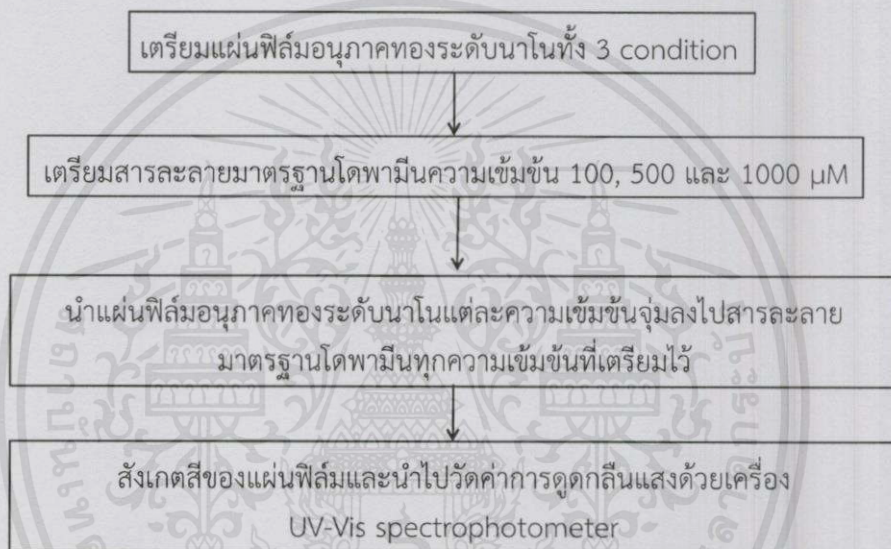 เตรียมแผ่นฟิล์มอนุภาคทองระดับนาโนทั้ง 3 condition
เตรียมสารละลายมาตรฐานโดพามีนความเข้มข้น 100, 500 และ 1000 µM
นำแผ่นฟิล์มอนุภาคทองระดับนาโนแต่ละความเข้มข้นจุ่มลงไปสารละลาย
มาตรฐานโดพามีนทุกความเข้มข้นที่เตรียมไว้
สังเกตสีของแผ่นฟิล์มและนำไปวัดค่าการดูดกลืนแสงด้วยเครื่อง
UV-Vis spectrophotometer